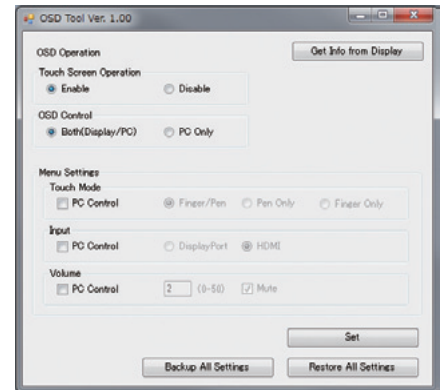 OSD Tool Ver. 1.00
OSD Operation
Get Info from Display
Touch Screen Operation
Enable Disable
OSD Control
Both(Display/PC) PC Only
Menu Settings
Touch Mode
PC Control Finger/Pen Pen Only Finger Only
Input
PC Control DisplayPort HDMI
Volume
PC Control 2 (0-50) Mute
Set
Backup All Settings Restore All Settings